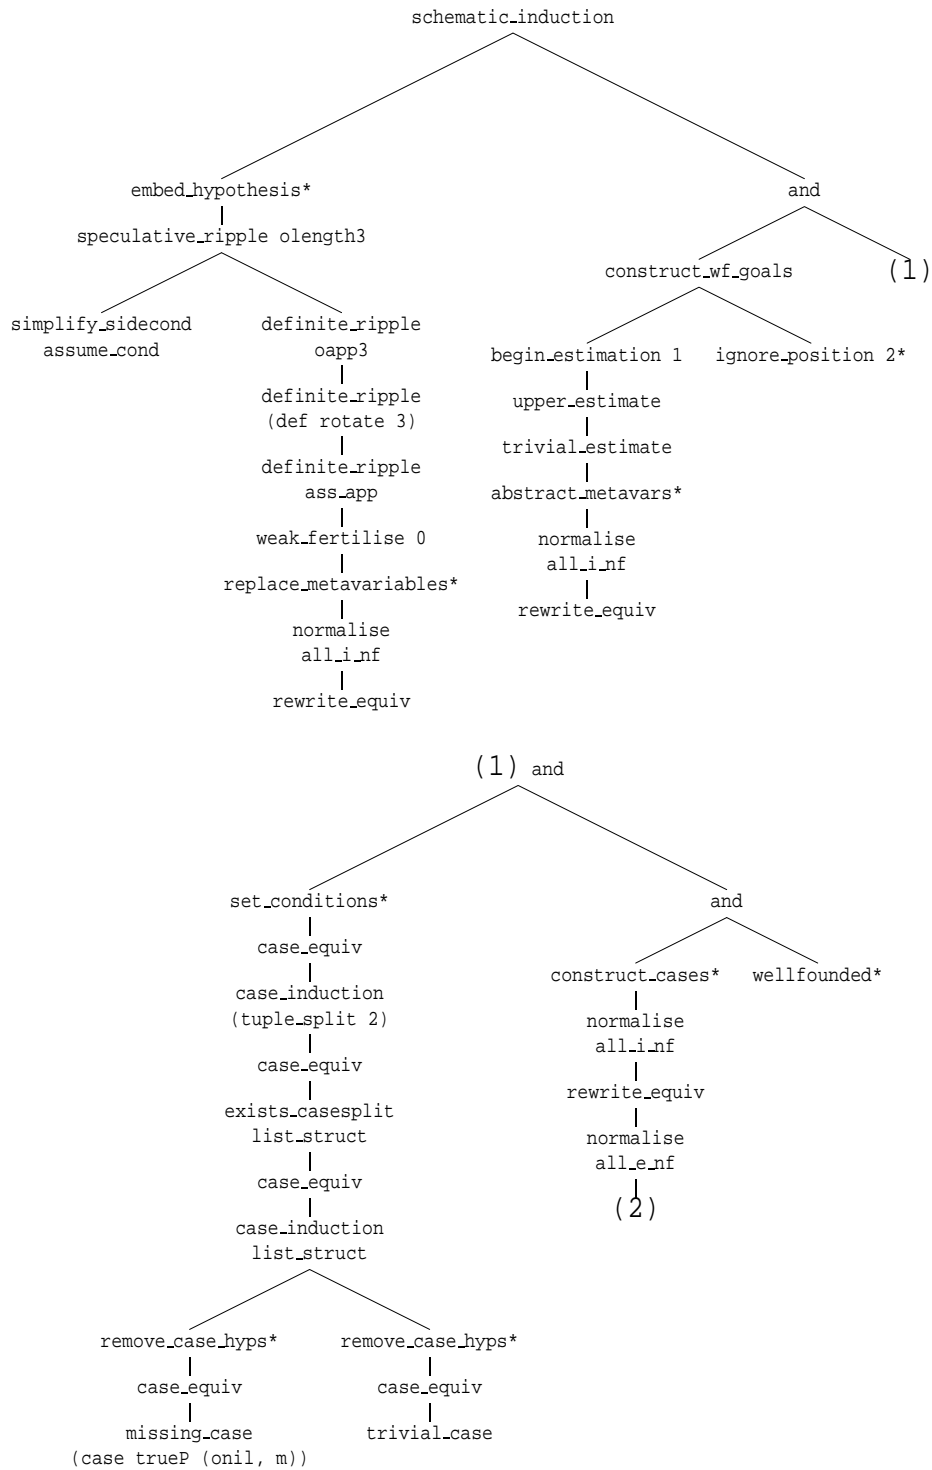 schematic_induction
embed_hypothesis*
and
speculative_ripple olength3
construct_wf_goals
(1)
simplify_sidecond
assume_cond
definite_ripple
oapp3
begin_estimation 1
ignore_position 2*
definite_ripple
(def rotate 3)
upper_estimate
definite_ripple
ass_app
trivial_estimate
abstract_metavars*
weak_fertilise 0
normalise
all_i_nf
replace_metavariables*
rewrite_equiv
normalise
all_i_nf
rewrite_equiv
(1) and
set_conditions*
and
case_equiv
construct_cases*
wellfounded*
case_induction
(tuple_split 2)
normalise
all_i_nf
case_equiv
rewrite_equiv
exists_casesplit
list_struct
normalise
all_e_nf
case_equiv
(2)
case_induction
list_struct
remove_case_hyps*
remove_case_hyps*
case_equiv
case_equiv
missing_case
(case trueP (onil, m))
trivial_case